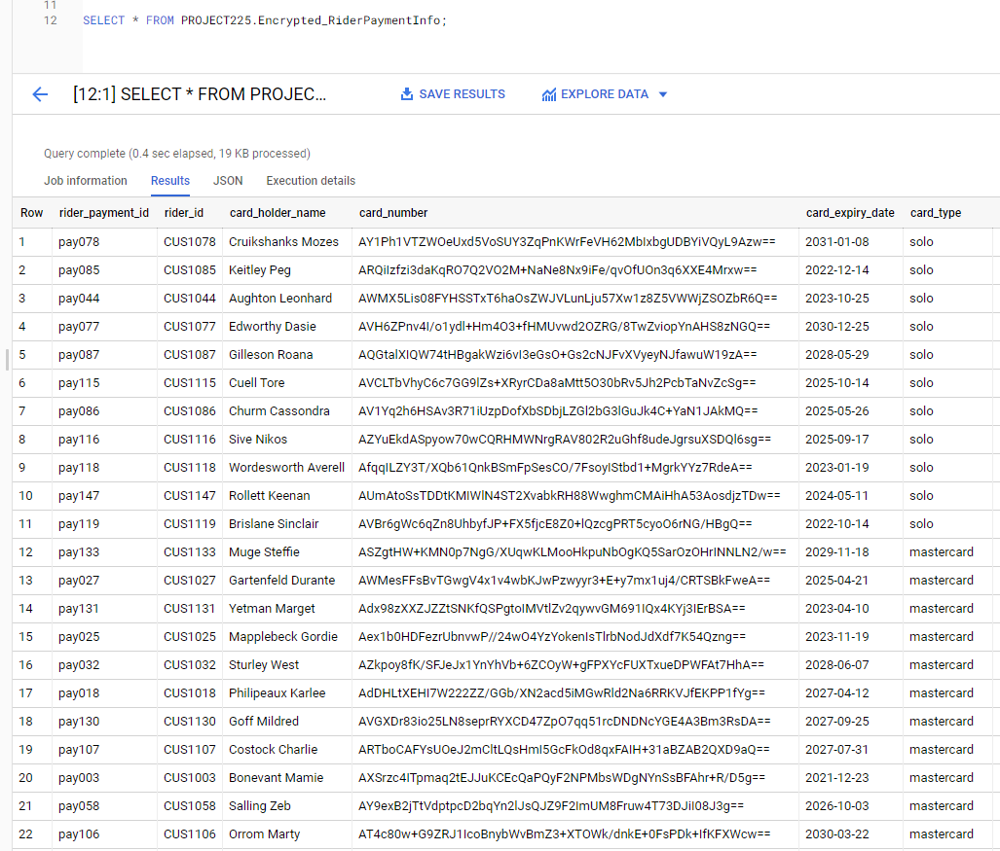 11
12 SELECT * FROM PROJECT225.Encrypted_RiderPaymentInfo;
[12:1] SELECT * FROM PROJEC... SAVE RESULTS EXPLORE DATA
Query complete (0.4 sec elapsed, 19 KB processed)
Job information Results JSON Execution details
Row rider_payment_id rider_id card_holder_name card_number card_expiry_date card_type
1 pay078 CUS1078 Cruikshanks Mozes AY1Ph1VTZWOeUxd5VoSUY3ZqPnKWrFeVH62MbIxbgUDBYiVQyL9Azw== 2031-01-08 solo
2 pay085 CUS1085 Keitley Peg ARQiIzfzi3daKqRO7Q2VO2M+NaNe8Nx9iFe/qvOfUOn3q6XXE4Mrxw== 2022-12-14 solo
3 pay044 CUS1044 Aughton Leonhard AWMX5Lis08FYHSSTxT6haOsZWJVLunLju57Xw1z8Z5VWWjZSOZbR6Q== 2023-10-25 solo
4 pay077 CUS1077 Edworthy Dasie AVH6ZPnv4I/o1ydl+Hm4O3+fHMUvwd2OZRG/8TwZviopYnAHS8zNGQ== 2030-12-25 solo
5 pay087 CUS1087 Gilleson Roana AQGtalXIQW74tHBgakWzi6vI3eGsO+Gs2cNJFvXVyeyNJfawuW19zA== 2028-05-29 solo
6 pay115 CUS1115 Cuell Tore AVCLTbVhyC6c7GG9lZs+XRyrCDa8aMtt5O30bRv5Jh2PcbTaNvZcSg== 2025-10-14 solo
7 pay086 CUS1086 Churm Cassondra AV1Yq2h6HSAv3R71iUzpDofXbSDbjLZGl2bG3lGuJk4C+YaN1JAkMQ== 2025-05-26 solo
8 pay116 CUS1116 Sive Nikos AZYuEkdASpyow70wCQRHMWNrgRAV802R2uGhf8udeJgrsuXSDQl6sg== 2025-09-17 solo
9 pay118 CUS1118 Wordesworth Averell AfqqILZY3T/XQb61QnkBSmFpSesCO/7FsoyIStbd1+MgrkYYz7RdeA== 2023-01-19 solo
10 pay147 CUS1147 Rollett Keenan AUmAtoSsTDDtKMIWlN4ST2XvabkRH88WwghmCMAiHhA53AosdjzTDw== 2024-05-11 solo
11 pay119 CUS1119 Brislane Sinclair AVBr6gWc6qZn8UhbyfJP+FX5fjcE8Z0+lQzcgPRT5cyoO6rNG/HBgQ== 2022-10-14 solo
12 pay133 CUS1133 Muge Steffie ASZgtHW+KMN0p7NgG/XUqwKLMooHkpuNbOgKQ5SarOzOHrINNLN2/w== 2029-11-18 mastercard
13 pay027 CUS1027 Gartenfeld Durante AWMesFFsBvTGwgV4x1v4wbKJwPzwyyr3+E+y7mx1uj4/CRTSBkFweA== 2025-04-21 mastercard
14 pay131 CUS1131 Yetman Marget Adx98zXXZJZZtSNKfQSPgtoIMVtlZv2qywvGM691IQx4KYj3IErBSA== 2023-04-10 mastercard
15 pay025 CUS1025 Mapplebeck Gordie Aex1b0HDFezrUbnvwP//24wO4YzYokenIsTlrbNodJdXdf7K54Qzng== 2023-11-19 mastercard
16 pay032 CUS1032 Sturley West AZkpoy8fK/SFJeJx1YnYhVb+6ZCOyW+gFPXYcFUXTxueDPWFAt7HhA== 2028-06-07 mastercard
17 pay018 CUS1018 Philipeaux Karlee AdDHLtXEHI7W222ZZ/GGb/XN2acd5iMGwRld2Na6RRKVJfEKPP1fYg== 2027-04-12 mastercard
18 pay130 CUS1130 Goff Mildred AVGXDr83io25LN8seprRYXCD47ZpO7qq51rcDNDNcYGE4A3Bm3RsDA== 2027-09-25 mastercard
19 pay107 CUS1107 Costock Charlie ARTboCAFYsUOeJ2mCltLQsHmI5GcFkOd8qxFAIH+31aBZAB2QXD9aQ== 2027-07-31 mastercard
20 pay003 CUS1003 Bonevant Mamie AXSrzc4ITpmaq2tEJJuKCEcQaPQyF2NPMbsWDgNYnSsBFAhr+R/D5g== 2021-12-23 mastercard
21 pay058 CUS1058 Salling Zeb AY9exB2jTtVdptpcD2bqYn2lJsQJZ9F2ImUM8Fruw4T73DJiI08J3g== 2026-10-03 mastercard
22 pay106 CUS1106 Orrom Marty AT4c80w+G9ZRJ1IcoBnybWvBmZ3+XTOWk/dnkE+0FsPDk+IfKFXWcw== 2030-03-22 mastercard